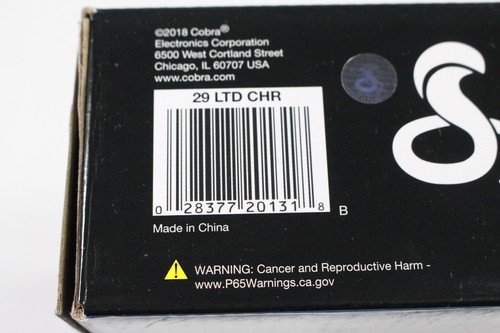 ©2018 Cobra®
Electronics Corporation
6500 West Cortland Street
Chicago, IL 60707 USA
www.cobra.com
29 LTD CHR
0 28377 20131 8 B
Made in China
WARNING: Cancer and Reproductive Harm -
www.P65Warnings.ca.gov